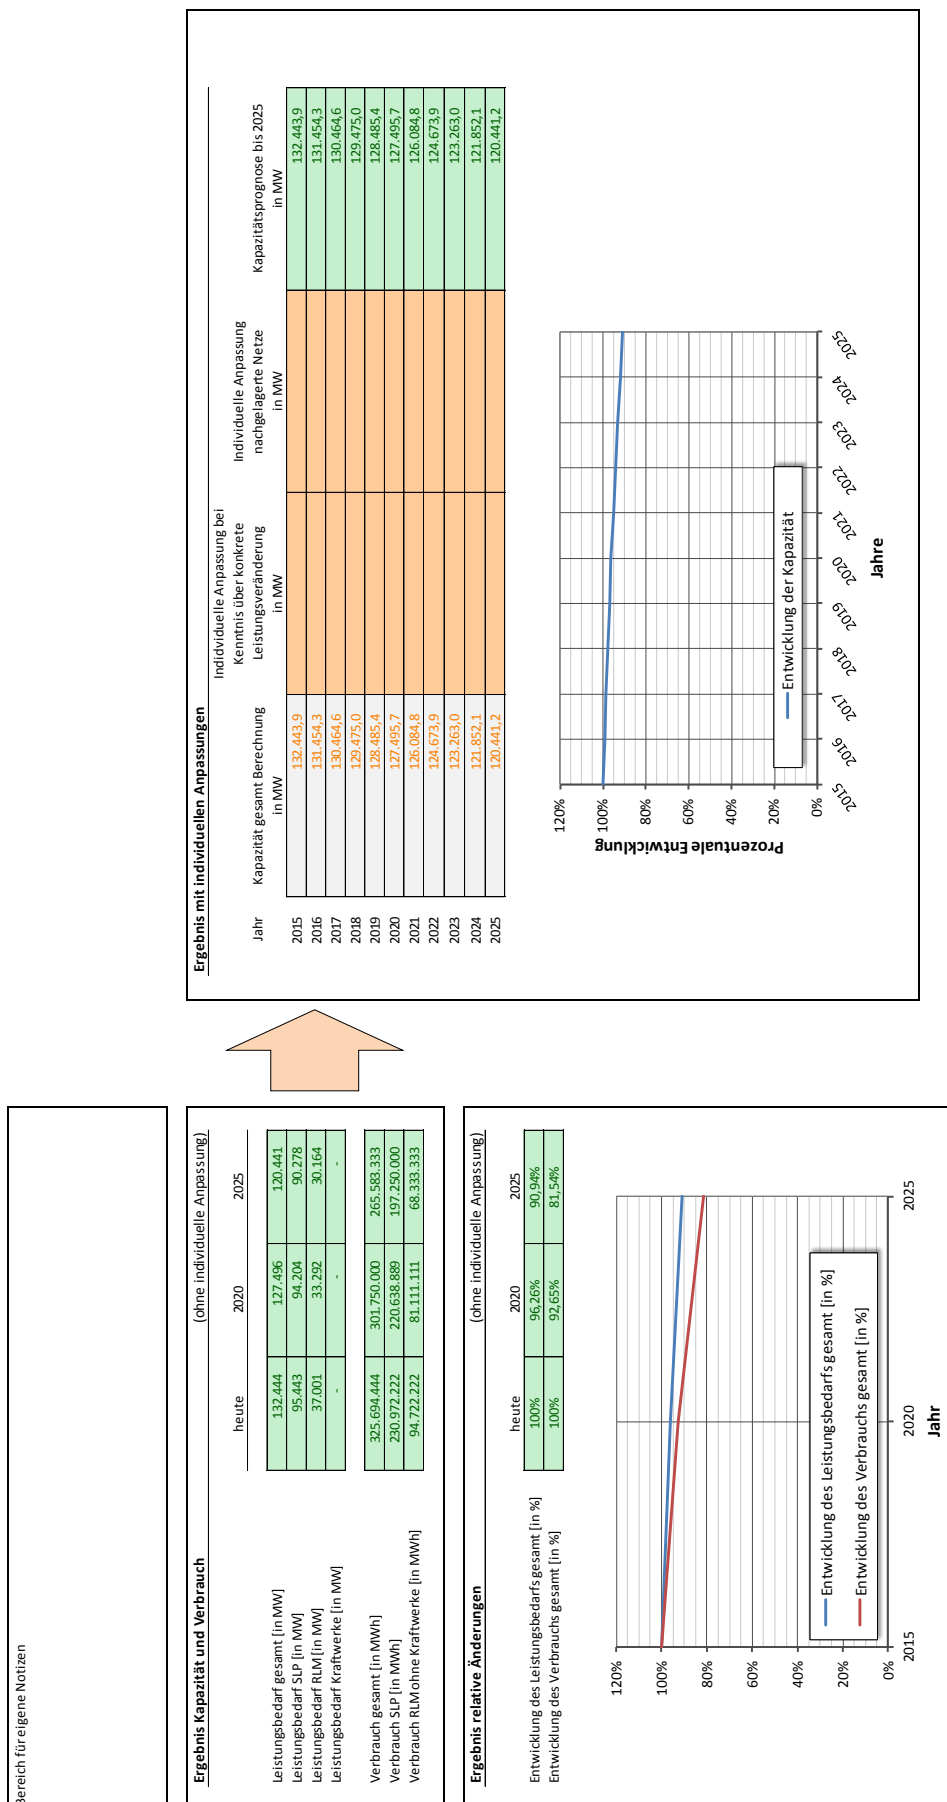 Bereich für eigene Notizen
Ergebnis Kapazität und Verbrauch (ohne individuelle Anpassung)
heute 2020 2025
Leistungsbedarf gesamt [in MW] 132.444 127.496 120.441
Leistungsbedarf SLP [in MW] 95.443 94.204 90.278
Leistungsbedarf RLM [in MW] 37.001 33.292 30.164
Leistungsbedarf Kraftwerke [in MW] - - -
Verbrauch gesamt [in MWh] 325.694.444 301.750.000 265.583.333
Verbrauch SLP [in MWh] 230.972.222 220.638.889 197.250.000
Verbrauch RLM ohne Kraftwerke [in MWh] 94.722.222 81.111.111 68.333.333
Ergebnis relative Änderungen (ohne individuelle Anpassung)
heute 2020 2025
Entwicklung des Leistungsbedarfs gesamt [in %] 100% 96,26% 90,94%
Entwicklung des Verbrauchs gesamt [in %] 100% 92,65% 81,54%
120%
100%
80%
60%
40%
20%
0%
Entwicklung des Leistungsbedarfs gesamt [in %]
Entwicklung des Verbrauchs gesamt [in %]
2015 2020 2025
Jahr
Ergebnis mit individuellen Anpassungen
Indidviduelle Anpassung bei
Kenntnis über konkrete Individuelle Anpassung
Jahr Kapazität gesamt Berechnung Leistungsveränderung nachgelagerte Netze Kapazitätsprognose bis 2025
in MW in MW in MW in MW
2015 132.443,9 132.443,9
2016 131.454,3 131.454,3
2017 130.464,6 130.464,6
2018 129.475,0 129.475,0
2019 128.485,4 128.485,4
2020 127.495,7 127.495,7
2021 126.084,8 126.084,8
2022 124.673,9 124.673,9
2023 123.263,0 123.263,0
2024 121.852,1 121.852,1
2025 120.441,2 120.441,2
Prozentuale Entwicklung
120%
100%
80%
60%
40%
20%
0%
Entwicklung der Kapazität
2015 2016 2017 2018 2019 2020 2021 2022 2023 2024 2025
Jahre